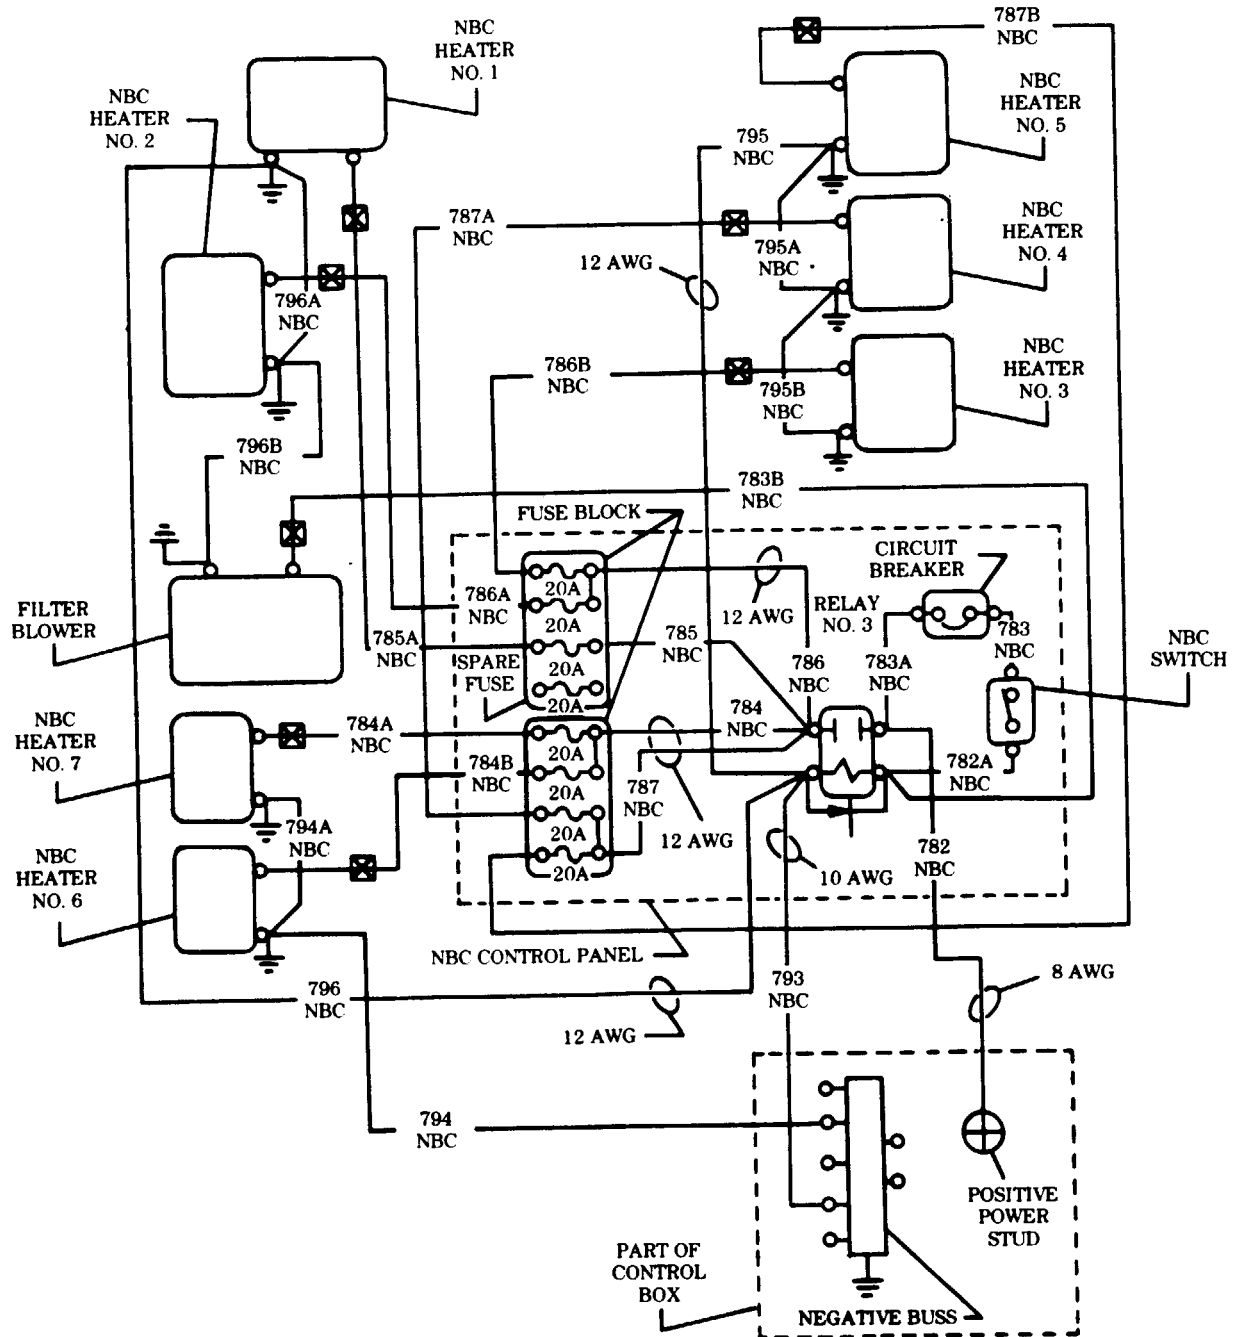 787B
NBC
NBC
HEATER
NO. 1
NBC
HEATER
NO. 2
NBC
HEATER
NO. 5
795
NBC
787A
NBC
NBC
HEATER
NO. 4
795A
NBC
12 AWG
796A
NBC
NBC
HEATER
NO. 3
786B
NBC
795B
NBC
796B
NBC
783B
NBC
FUSE BLOCK
CIRCUIT
BREAKER
20A
786A
NBC
12 AWG
RELAY
NO. 3
FILTER
BLOWER
20A
785A
NBC
785
NBC
783
NBC
NBC
SWITCH
SPARE
FUSE
20A
786
NBC
783A
NBC
20A
NBC
HEATER
NO. 7
784A
NBC
784
NBC
20A
784B
NBC
782A
NBC
20A
787
NBC
794A
NBC
20A
12 AWG
782
NBC
20A
10 AWG
NBC
HEATER
NO. 6
NBC CONTROL PANEL
793
NBC
8 AWG
796
NBC
12 AWG
794
NBC
POSITIVE
POWER
STUD
PART OF
CONTROL
BOX
NEGATIVE BUSS